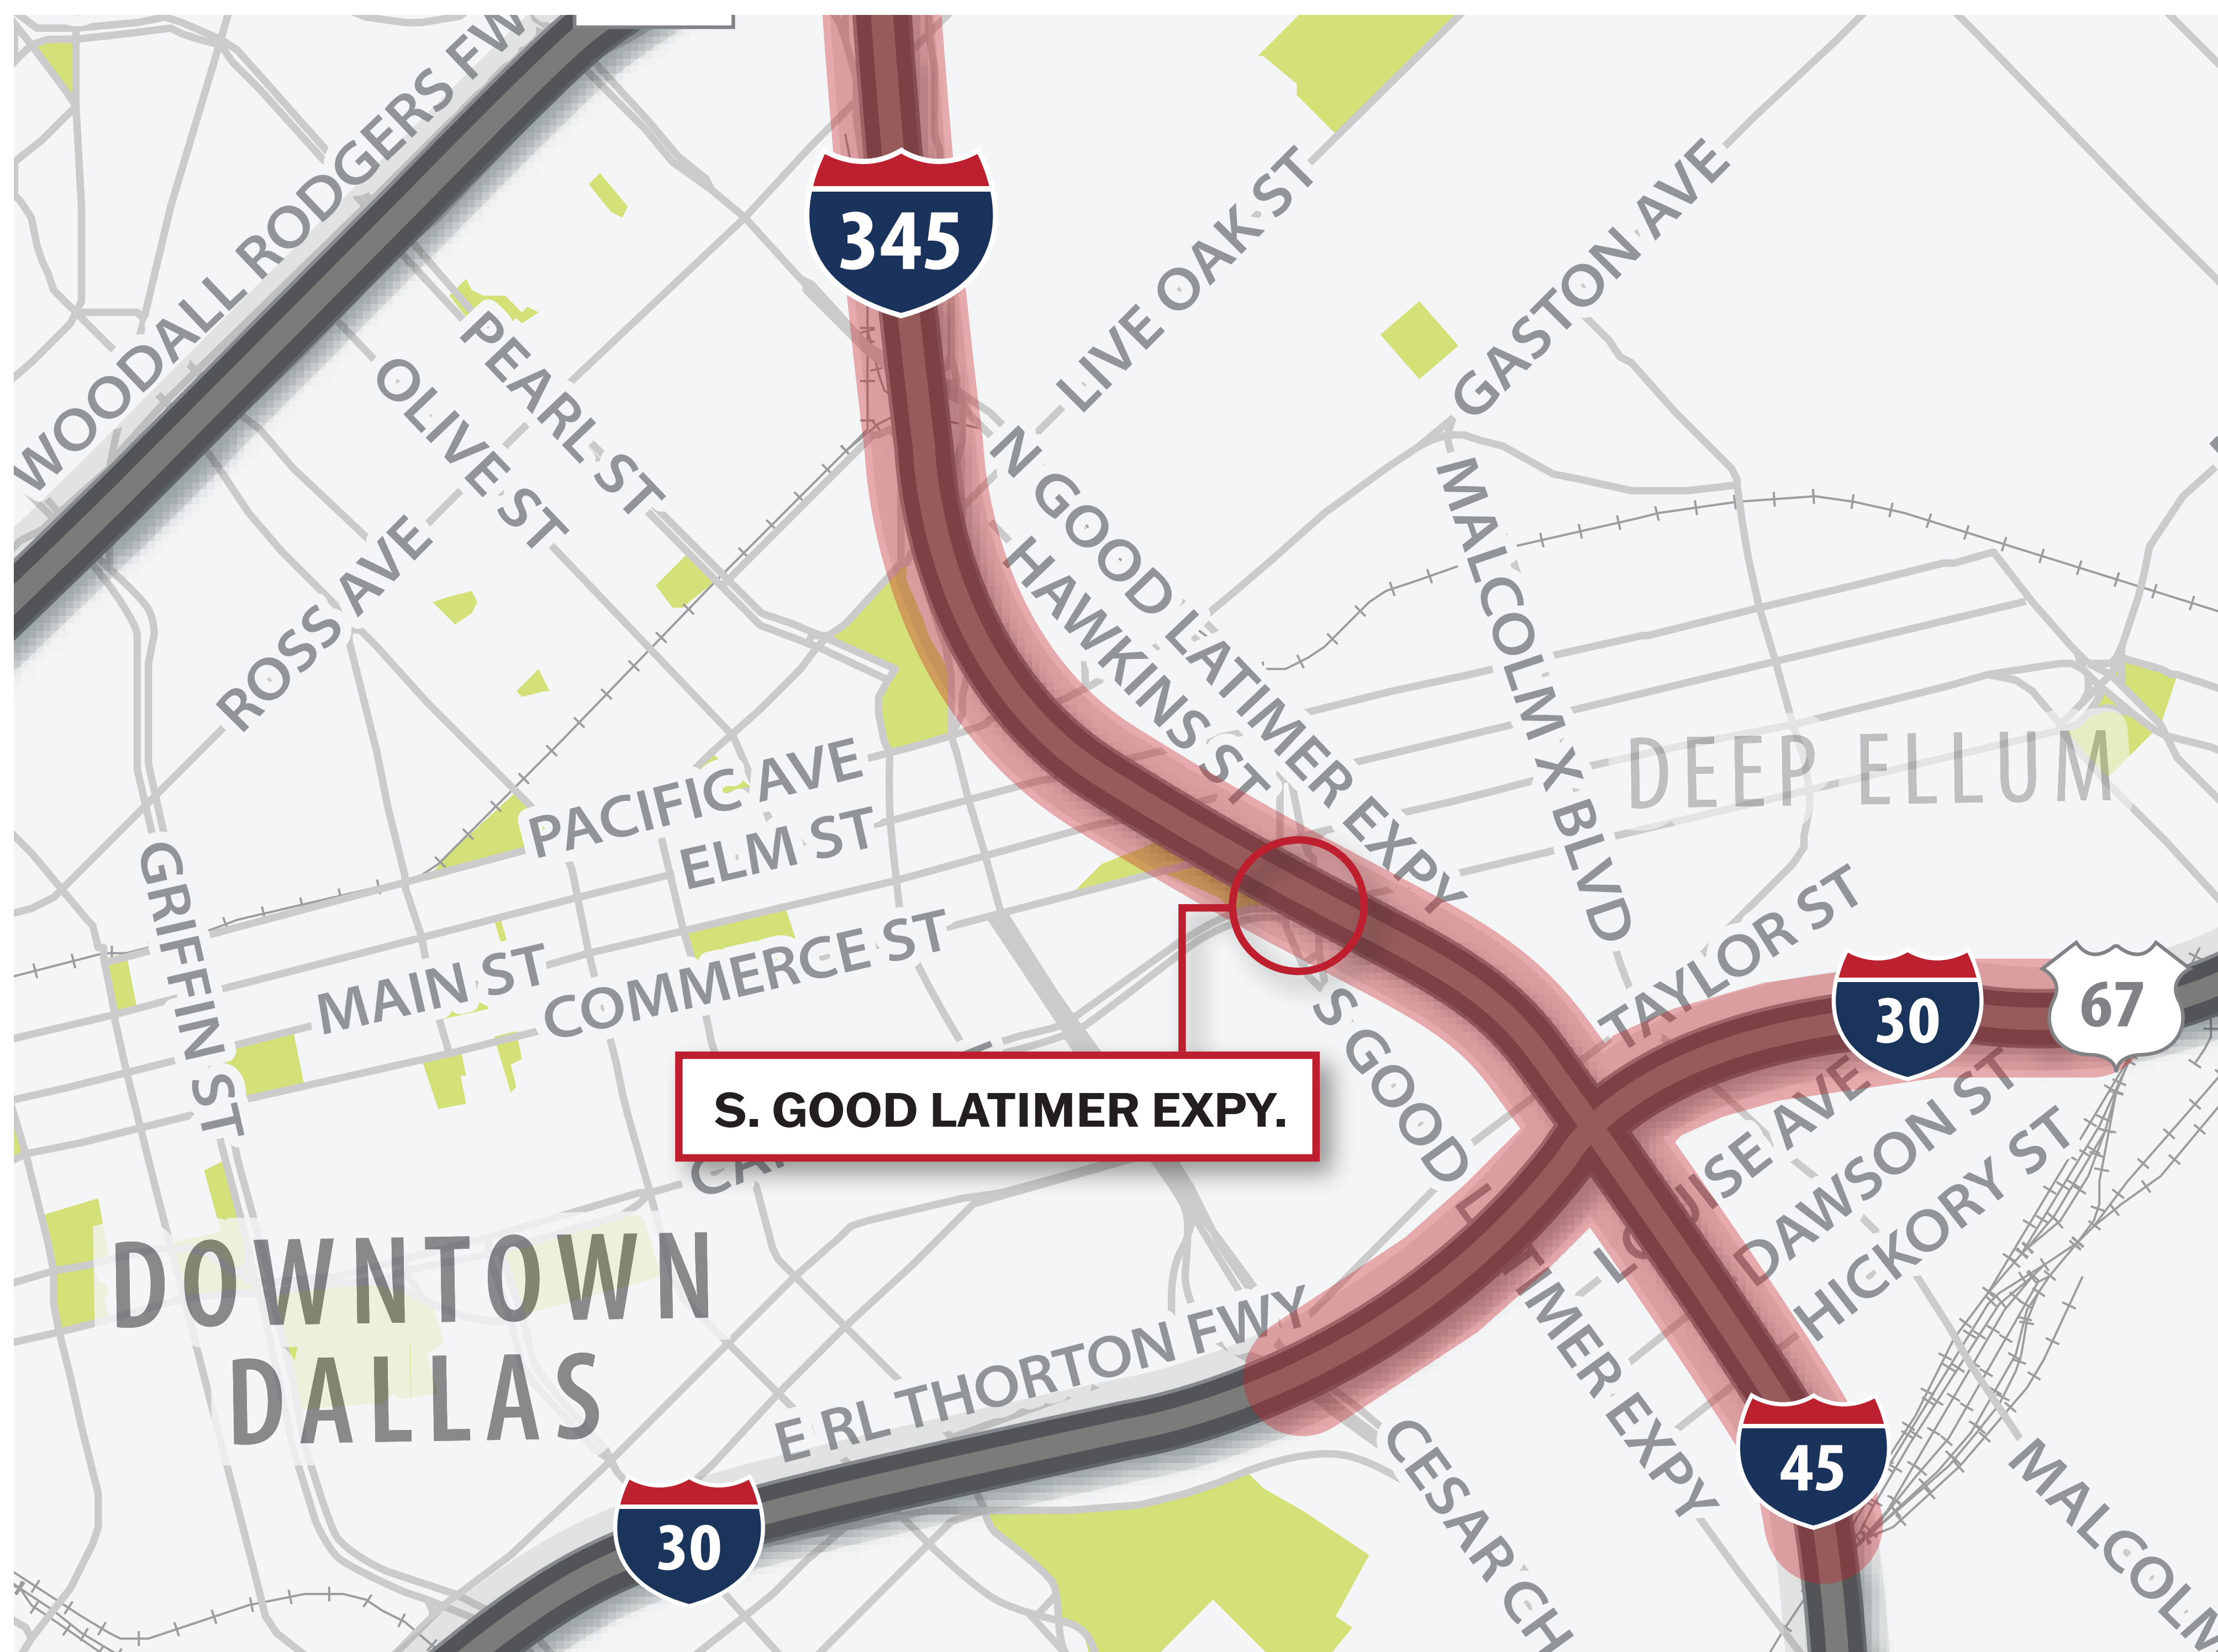 WOODALL RODGERS FW
345
LIVE OAK ST
GASTON AVE
PEARL ST
OLIVE ST
ROSS AVE
N GOOD LATIMER EXPY
HAWKINS ST
MALCOLM X BLVD
DEEP ELLUM
PACIFIC AVE
ELM ST
MAIN ST
COMMERCE ST
GRIFFIN ST
TAYLOR ST
30
67
S. GOOD LATIMER EXPY.
S GOOD LATIMER EXPY
LOUISE AVE
DAWSON ST
HICKORY ST
DOWNTOWN
DALLAS
E RL THORTON FWY
30
45
CESAR CH
MALCOLM